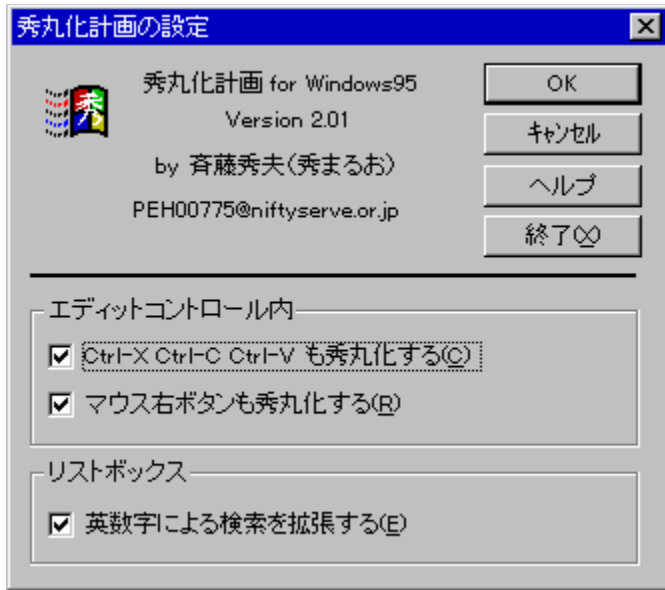 秀丸化計画の設定
秀
秀丸化計画 for Windows95
Version 2.01
by 斉藤秀夫(秀まるお)
PEH00775@niftyserve.or.jp
OK
キャンセル
ヘルプ
終了(X)
エディットコントロール内
Ctrl-X Ctrl-C Ctrl-V も秀丸化する(C)
マウス右ボタンも秀丸化する(R)
リストボックス
英数字による検索を拡張する(E)